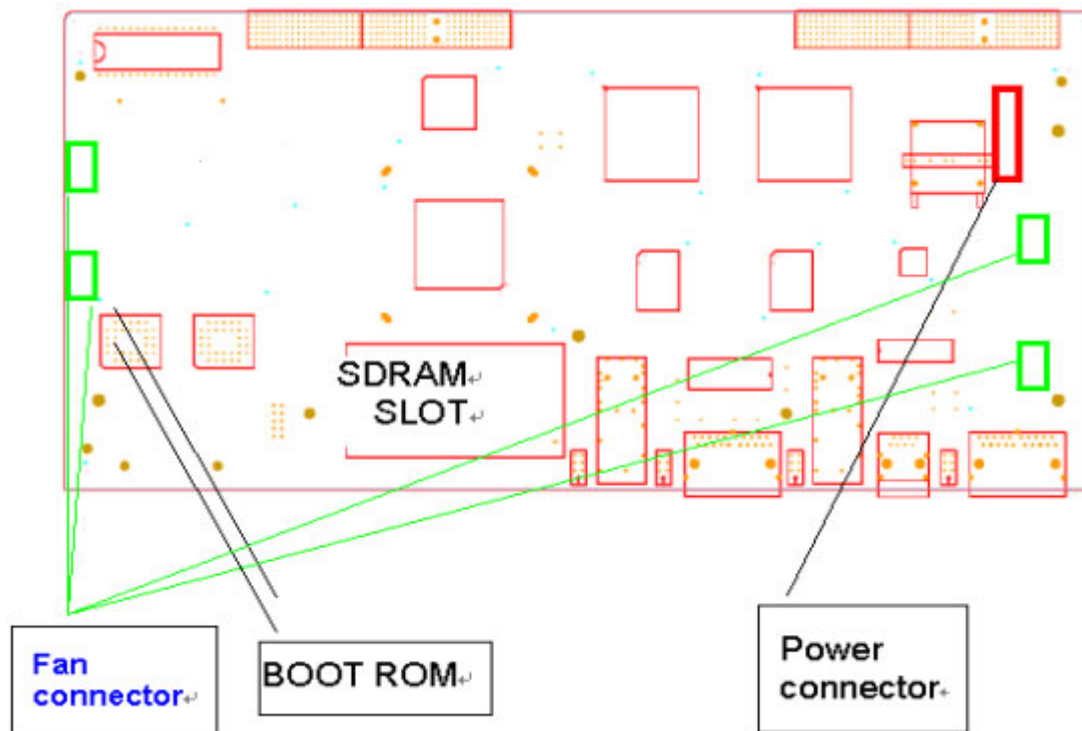 SDRAM↵
SLOT↵
Fan
connector↵
BOOT ROM↵
Power
connector↵